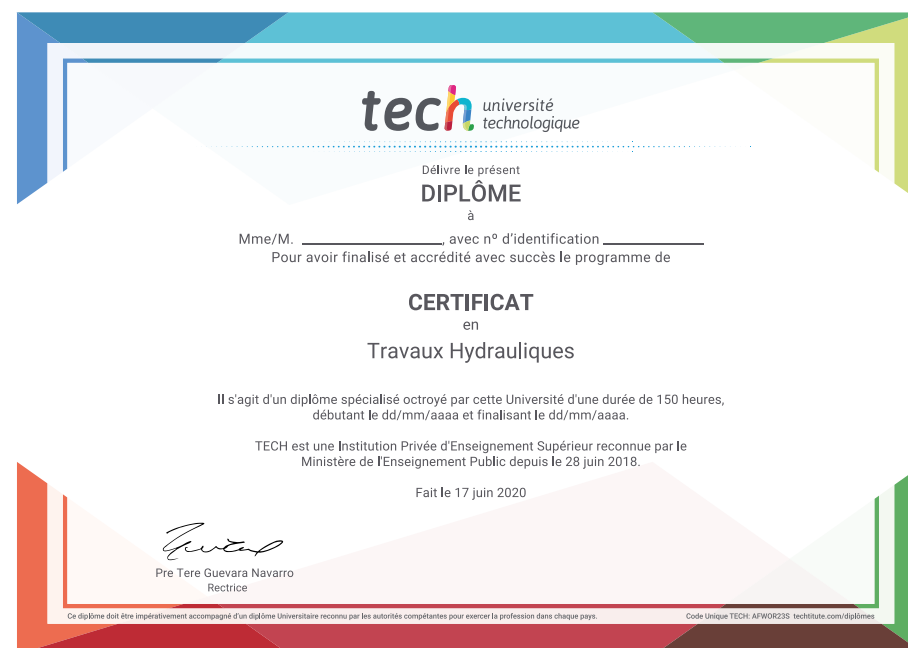 tech université
technologique
Délivre le présent
DIPLÔME
à
Mme/M. ____________________, avec nº d'identification ______________
Pour avoir finalisé et accrédité avec succès le programme de
CERTIFICAT
en
Travaux Hydrauliques
Il s'agit d'un diplôme spécialisé octroyé par cette Université d'une durée de 150 heures,
débutant le dd/mm/aaaa et finalisant le dd/mm/aaaa.
TECH est une Institution Privée d'Enseignement Supérieur reconnue par le
Ministère de l'Enseignement Public depuis le 28 juin 2018.
Fait le 17 juin 2020
Pre Tere Guevara Navarro
Rectrice
Ce diplôme doit être impérativement accompagné d'un diplôme Universitaire reconnu par les autorités compétentes pour exercer la profession dans chaque pays.
Code Unique TECH: AFWOR23S techtitute.com/diplômes